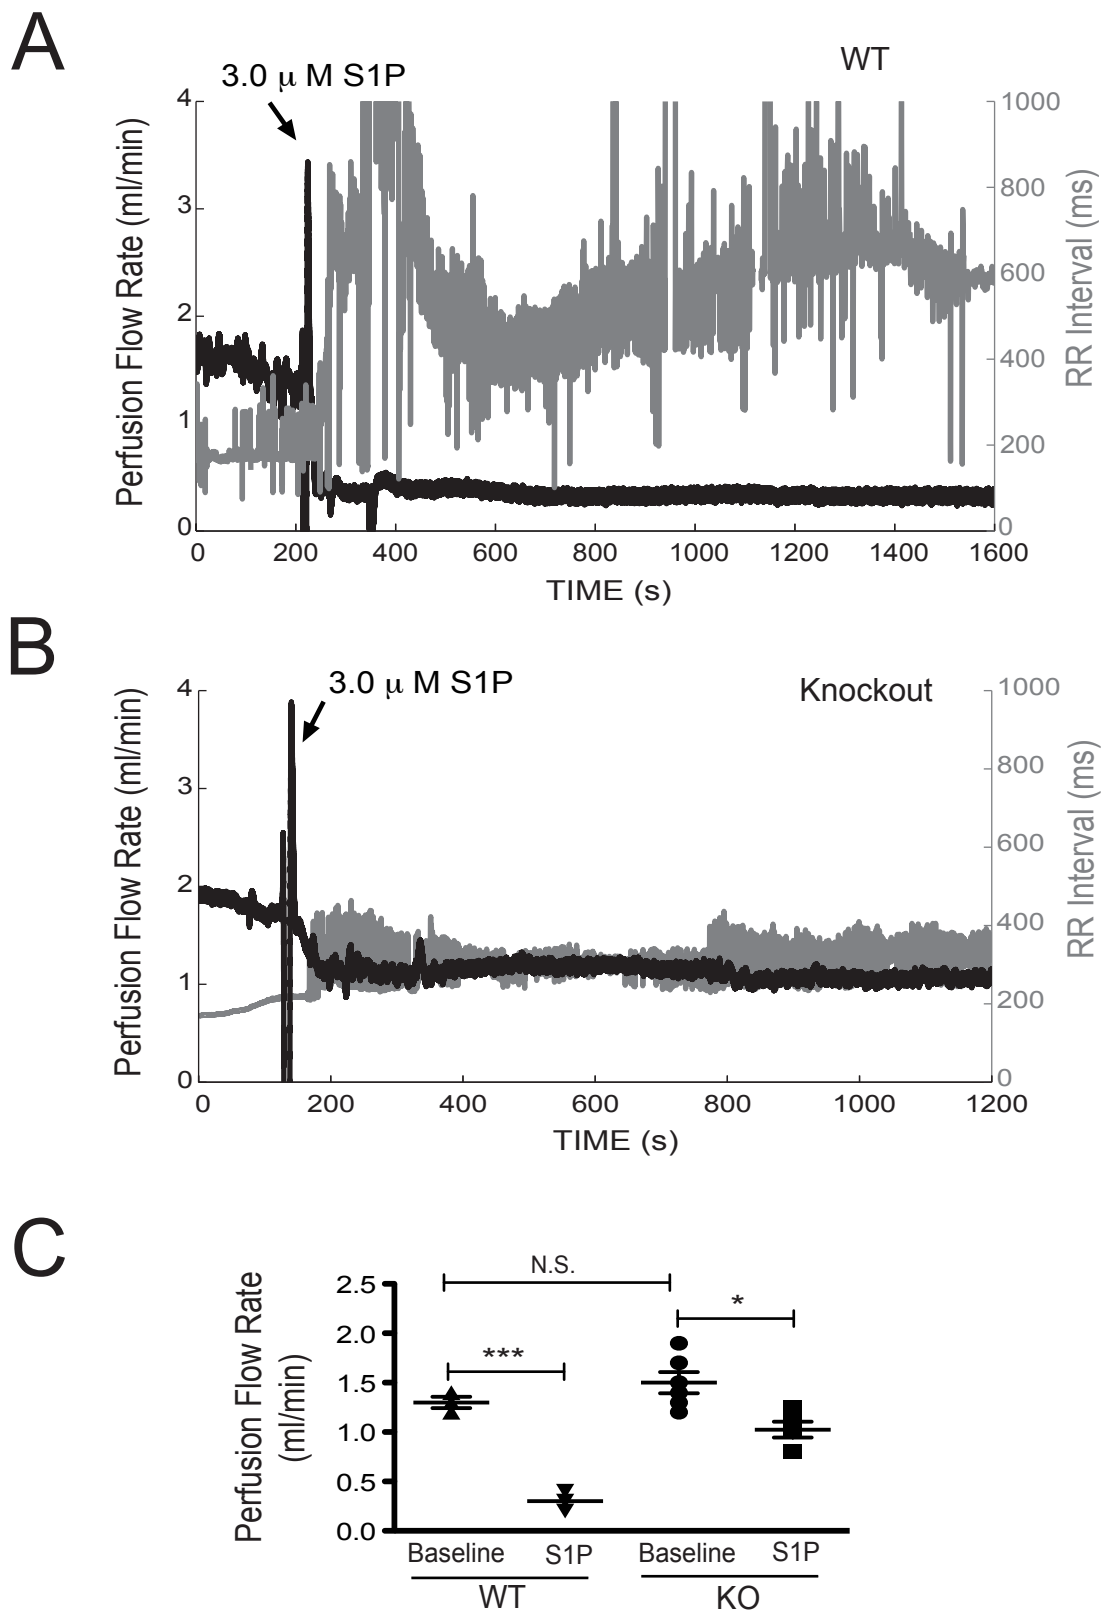 A
3.0 μ M S1P
WT
4
3
2
1
0
Perfusion Flow Rate (ml/min)
1000
800
600
400
200
0
RR Interval (ms)
0 200 400 600 800 1000 1200 1400 1600
TIME (s)
B
3.0 μ M S1P
Knockout
4
3
2
1
0
Perfusion Flow Rate (ml/min)
1000
800
600
400
200
0
RR Interval (ms)
0 200 400 600 800 1000 1200
TIME (s)
C
N.S.
*
***
2.5
2.0
1.5
1.0
0.5
0.0
Perfusion Flow Rate
(ml/min)
Baseline S1P Baseline S1P
WT KO